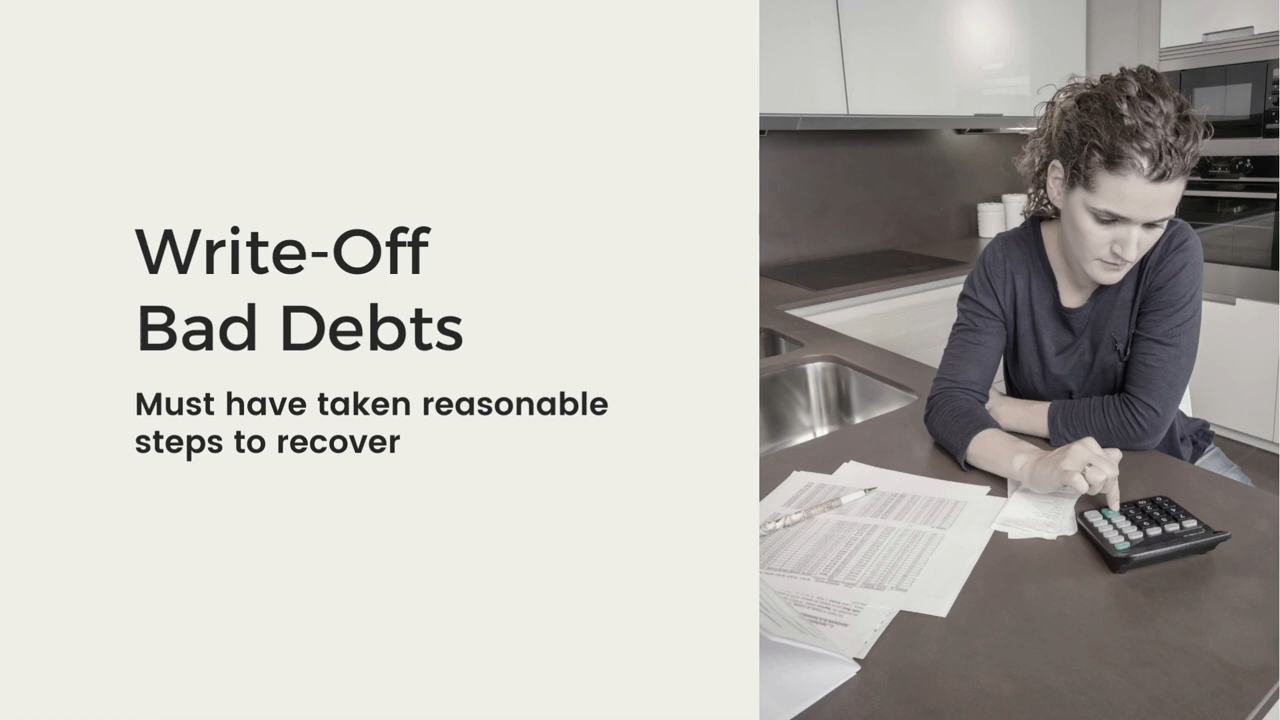 Write-Off
Bad Debts
Must have taken reasonable
steps to recover